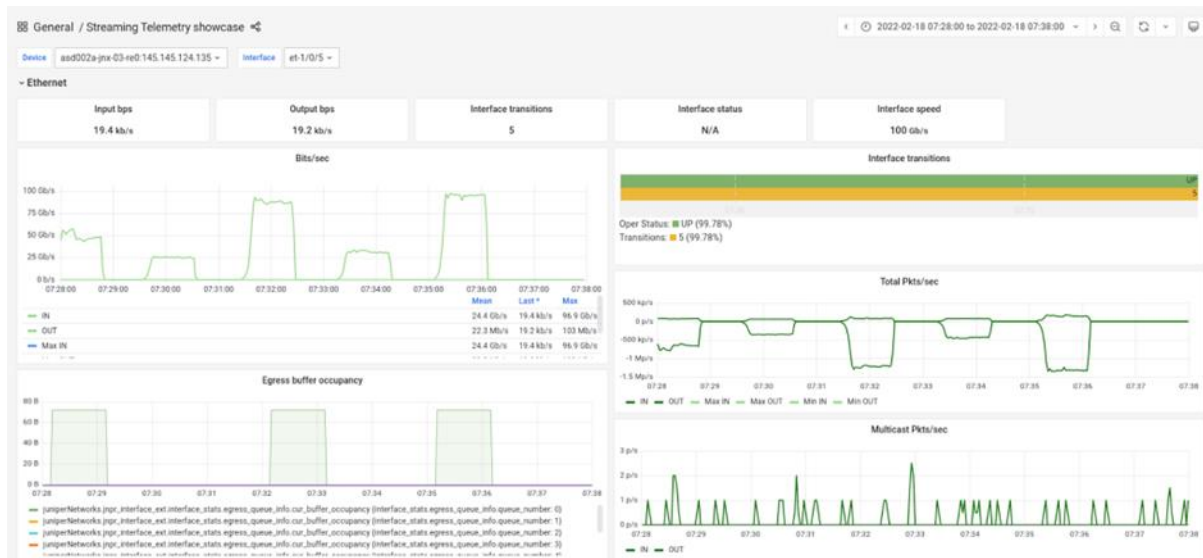 General / Streaming Telemetry showcase
2022-02-18 07:28:00 to 2022-02-18 07:38:00
Device asd002a-jnx-03-re0:145.145.124.135 Interface et-1/0/5
Ethernet
Input bps
19.4 kb/s
Output bps
19.2 kb/s
Interface transitions
5
Interface status
N/A
Interface speed
100 Gb/s
Bits/sec
100 Gb/s
75 Gb/s
50 Gb/s
25 Gb/s
0 b/s
07:28:00 07:29:00 07:30:00 07:31:00 07:32:00 07:33:00 07:34:00 07:35:00 07:36:00 07:37:00 07:38:00
Mean Last * Max
IN 24.4 Gb/s 19.4 kb/s 96.9 Gb/s
OUT 22.3 Mb/s 19.2 kb/s 103 Mb/s
Max IN 24.4 Gb/s 19.4 kb/s 96.9 Gb/s
Interface transitions
UP
5
Oper Status: UP (99.78%)
Transitions: 5 (99.78%)
Total Pkts/sec
500 kp/s
0 p/s
-500 kp/s
-1 Mp/s
-1.5 Mp/s
07:28 07:29 07:30 07:31 07:32 07:33 07:34 07:35 07:36 07:37 07:38
IN OUT Max IN Max OUT Min IN Min OUT
Egress buffer occupancy
80 B
60 B
40 B
20 B
0 B
07:28 07:29 07:30 07:31 07:32 07:33 07:34 07:35 07:36 07:37 07:38
juniperNetworks.jnpr_interface_ext.interface_stats.egress_queue_info.cur_buffer_occupancy (interface_stats.egress_queue_info.queue_number: 0)
juniperNetworks.jnpr_interface_ext.interface_stats.egress_queue_info.cur_buffer_occupancy (interface_stats.egress_queue_info.queue_number: 1)
juniperNetworks.jnpr_interface_ext.interface_stats.egress_queue_info.cur_buffer_occupancy (interface_stats.egress_queue_info.queue_number: 2)
juniperNetworks.jnpr_interface_ext.interface_stats.egress_queue_info.cur_buffer_occupancy (interface_stats.egress_queue_info.queue_number: 3)
Multicast Pkts/sec
3 p/s
2 p/s
1 p/s
0 p/s
07:28 07:29 07:30 07:31 07:32 07:33 07:34 07:35 07:36 07:37
IN OUT